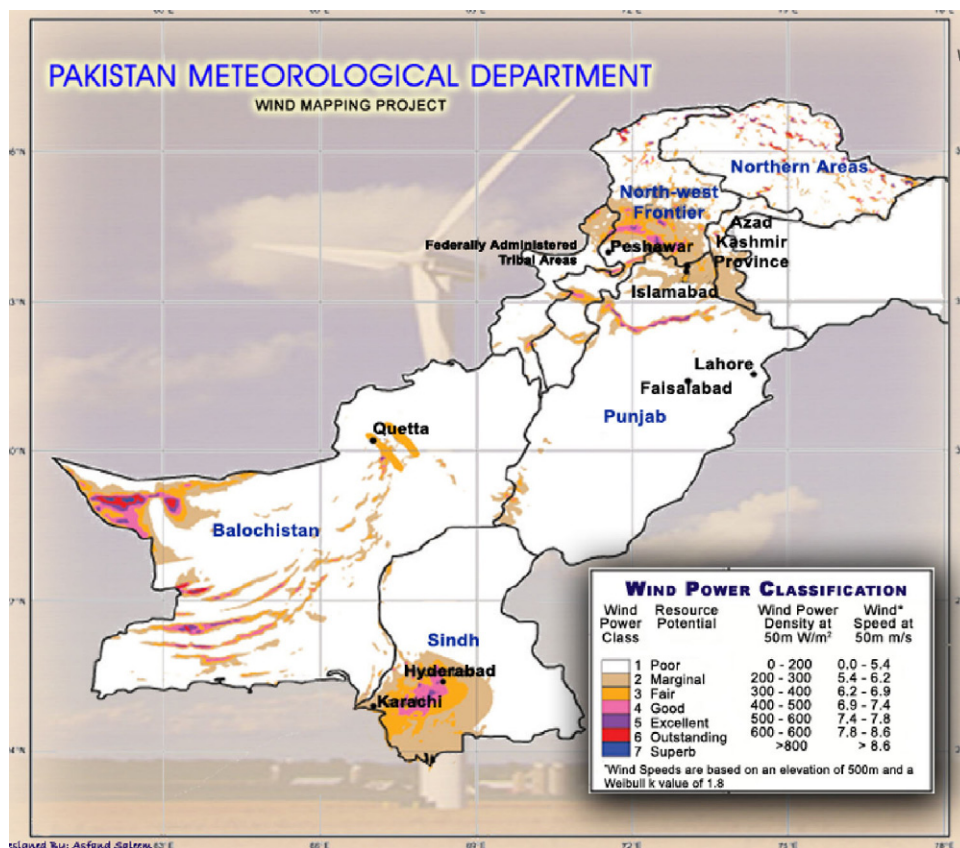 PAKISTAN METEOROLOGICAL DEPARTMENT
WIND MAPPING PROJECT
Northern Areas
North-west
Frontier
Azad
Kashmir
Province
Federally Administered
Tribal Areas
Peshawar
Islamabad
Lahore
Faisalabad
Punjab
Quetta
Balochistan
Sindh
Hyderabad
Karachi
WIND POWER CLASSIFICATION
Wind Power Class Resource Potential Wind Power Density at 50m W/m² Wind* Speed at 50m m/s
1 Poor 0 - 200 0.0 - 5.4
2 Marginal 200 - 300 5.4 - 6.2
3 Fair 300 - 400 6.2 - 6.9
4 Good 400 - 500 6.9 - 7.4
5 Excellent 500 - 600 7.4 - 7.8
6 Outstanding 600 - 600 7.8 - 8.6
7 Superb >800 > 8.6
*Wind Speeds are based on an elevation of 500m and a
Weibull k value of 1.8
esigned By: Asfand Saleem